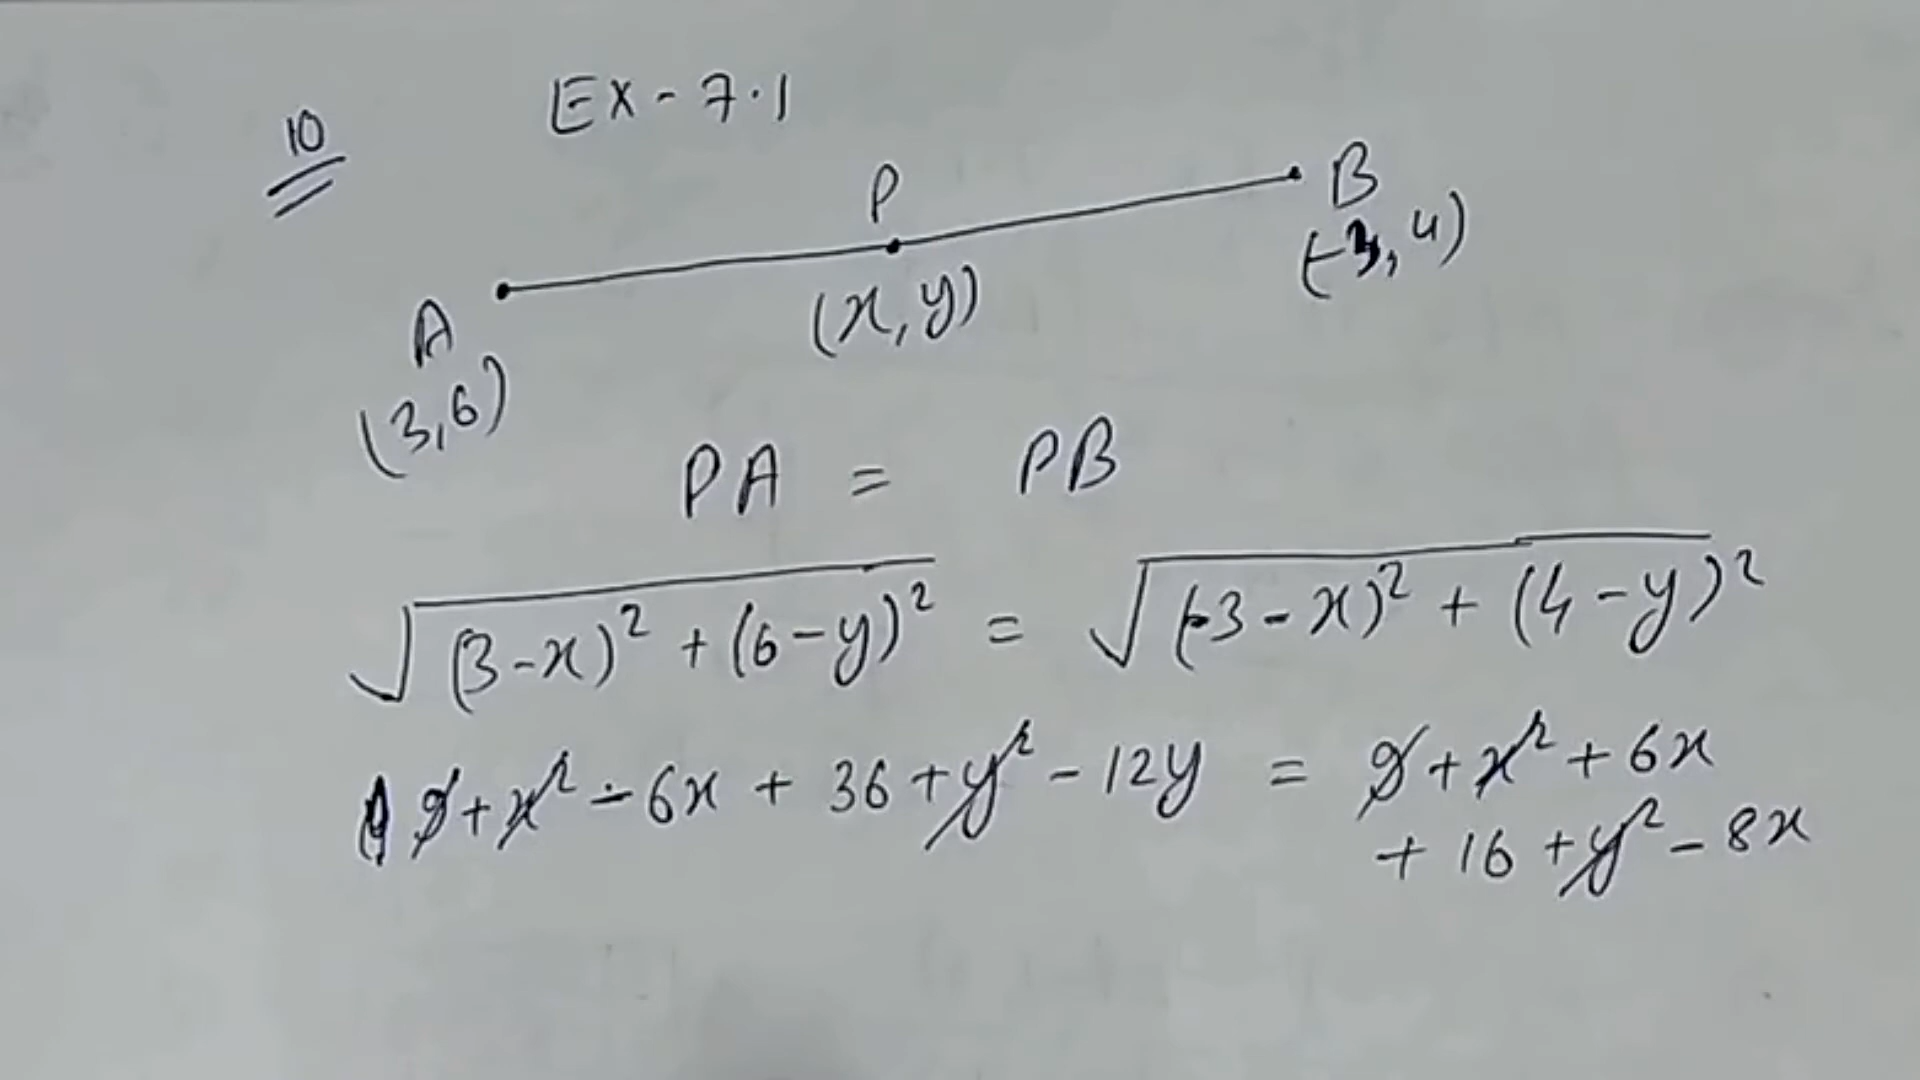 10
Ex - 7.1
P
B
(-3, 4)
(x, y)
A
(3,6)
PA = PB
√(3-x)² + (6-y)² = √(-3-x)² + (4-y)²
9+x²-6x + 36+y²-12y = 9+x²+6x
+ 16 +y²-8x